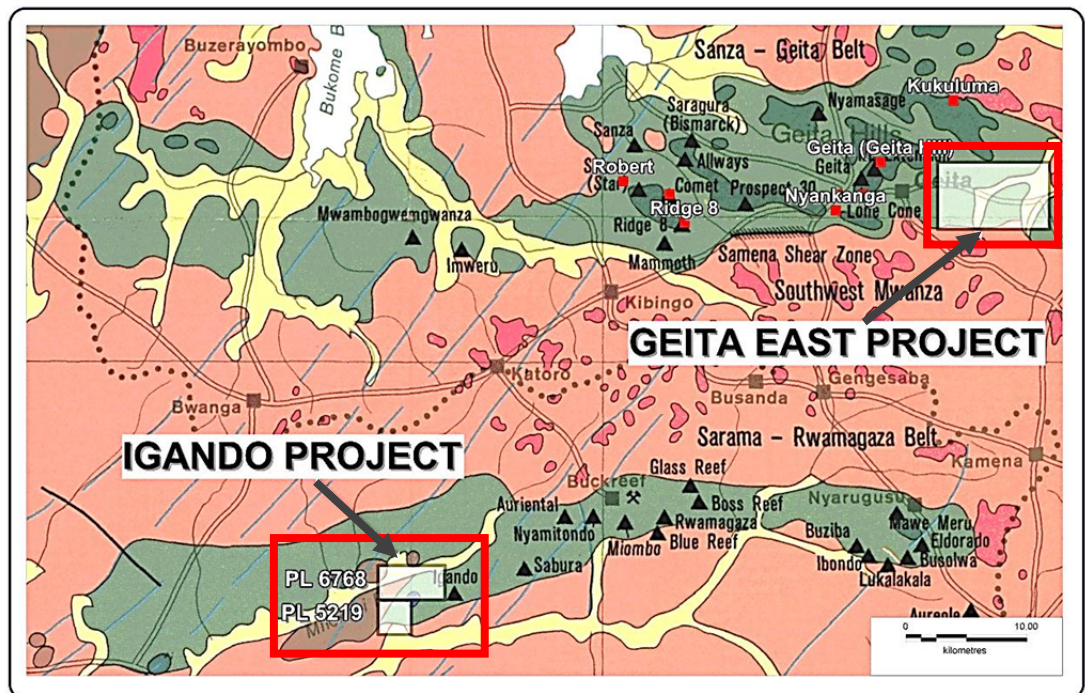 Buzerayombo
Bukome B
Sanza – Geita Belt
Kukuluma
Nyamasage
Saragura
(Bismarck)
Geita Hills
Sanza
Geita (Geita Hill)
Robert
Allways
Geita
Geita
(Star)
Comet
Prospect 30
Nyankanga
Mwambogwemgwanza
Ridge 8
Lone Cone
Ridge 8
Imweru
Mammoth
Samena Shear Zone
Southwest Mwanza
Kibingo
GEITA EAST PROJECT
Katoro
Gengesaba
Bwanga
Busanda
Sarama – Rwamagaza Belt
IGANDO PROJECT
Kamena
Glass Reef
Buckreef
Nyarugusu
Auriental
Boss Reef
Nyamitondo
Rwamagaza
Mawe Meru
Buziba
Eldorado
Miombo
Blue Reef
Ibondo
Busolwa
Sabura
Lukalakala
PL 6768
Igando
PL 5219
Aureole
0 10.00
kilometres